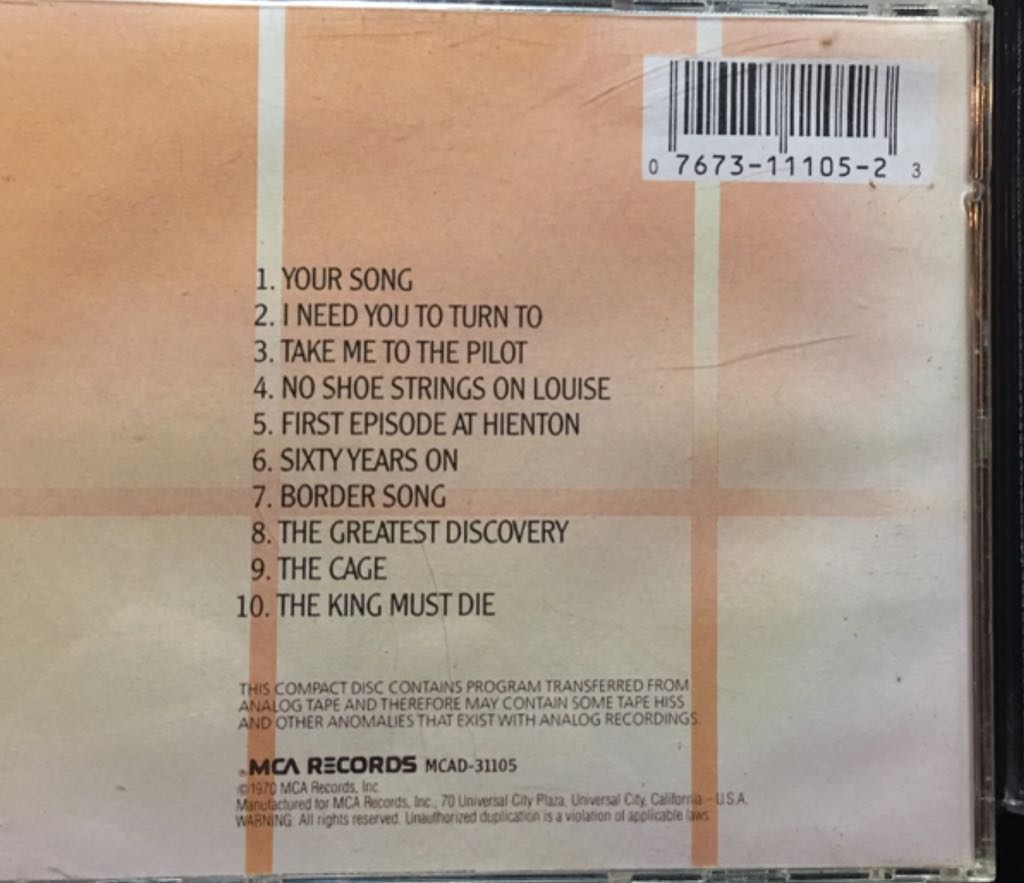 0 7673-11105-2 3
1. YOUR SONG
2. I NEED YOU TO TURN TO
3. TAKE ME TO THE PILOT
4. NO SHOE STRINGS ON LOUISE
5. FIRST EPISODE AT HIENTON
6. SIXTY YEARS ON
7. BORDER SONG
8. THE GREATEST DISCOVERY
9. THE CAGE
10. THE KING MUST DIE
THIS COMPACT DISC CONTAINS PROGRAM TRANSFERRED FROM
ANALOG TAPE AND THEREFORE MAY CONTAIN SOME TAPE HISS
AND OTHER ANOMALIES THAT EXIST WITH ANALOG RECORDINGS.
MCA RECORDS MCAD-31105
©1970 MCA Records, Inc.
Manufactured for MCA Records, Inc., 70 Universal City Plaza, Universal City, California – U.S.A.
WARNING: All rights reserved. Unauthorized duplication is a violation of applicable laws.